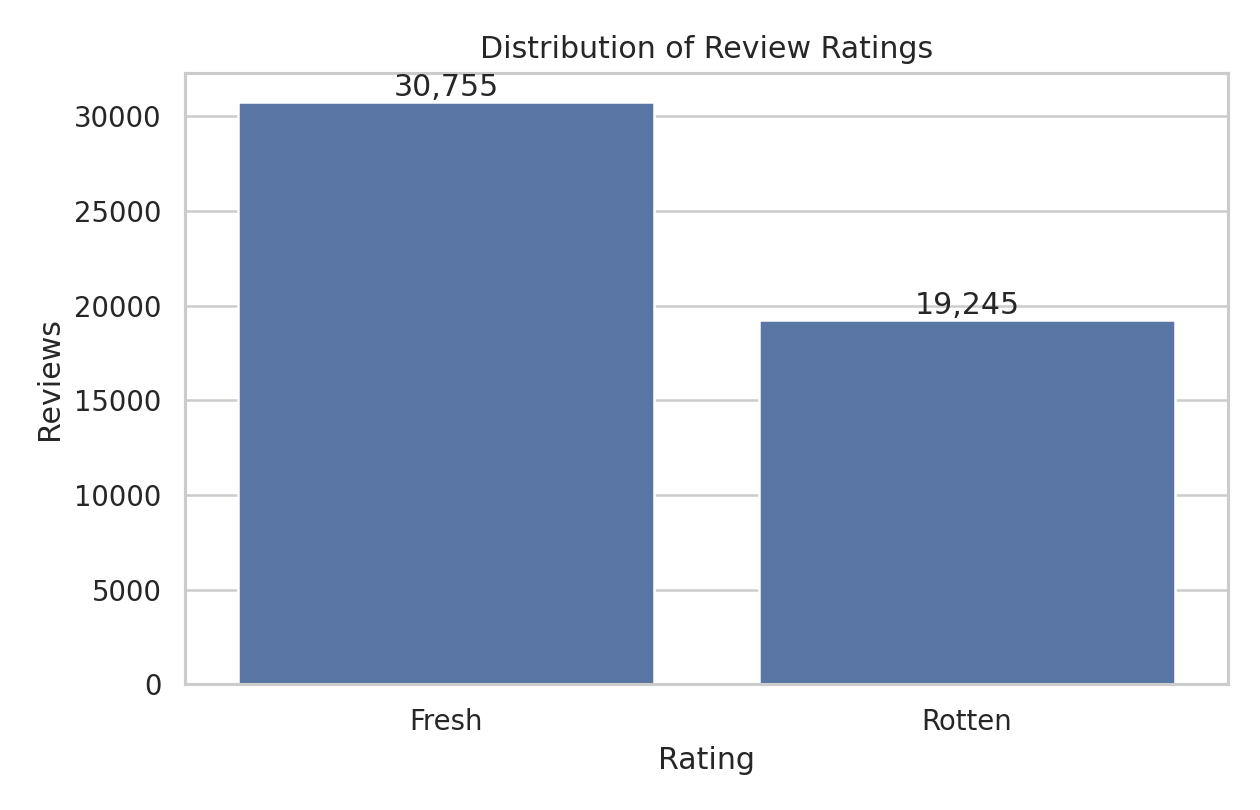 Distribution of Review Ratings
30,755
19,245
30000
25000
20000
15000
10000
5000
0
Reviews
Fresh
Rotten
Rating